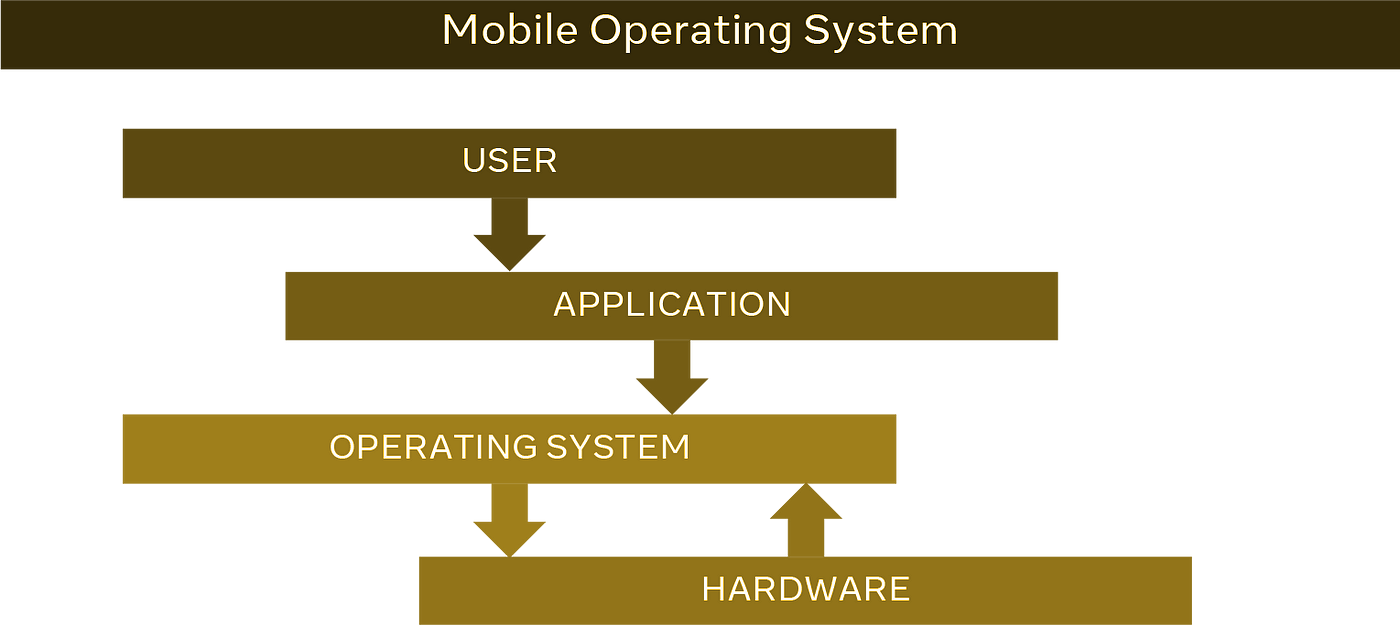 Mobile Operating System
USER
APPLICATION
OPERATING SYSTEM
HARDWARE